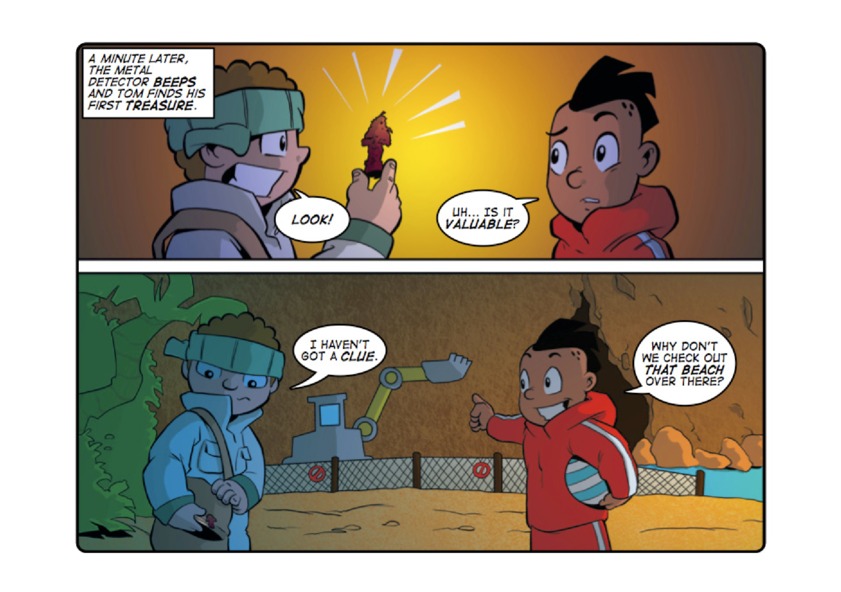 A MINUTE LATER,
THE METAL
DETECTOR BEEPS
AND TOM FINDS HIS
FIRST TREASURE.
LOOK!
UH... IS IT
VALUABLE?
I HAVEN'T
GOT A CLUE.
WHY DON'T
WE CHECK OUT
THAT BEACH
OVER THERE?